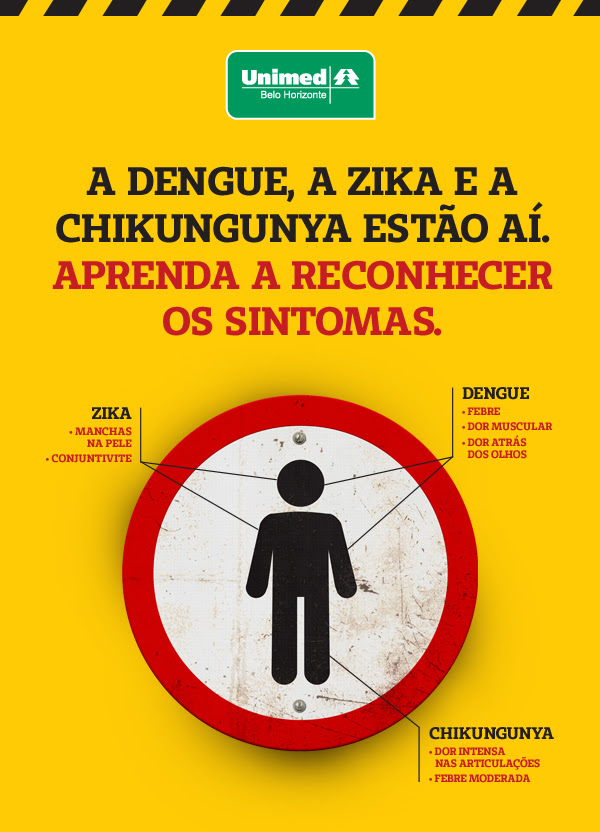 Unimed
Belo Horizonte
A DENGUE, A ZIKA E A
CHIKUNGUNYA ESTÃO AÍ.
APRENDA A RECONHECER
OS SINTOMAS.
ZIKA
• MANCHAS
NA PELE
• CONJUNTIVITE
DENGUE
• FEBRE
• DOR MUSCULAR
• DOR ATRÁS
DOS OLHOS
CHIKUNGUNYA
• DOR INTENSA
NAS ARTICULAÇÕES
• FEBRE MODERADA